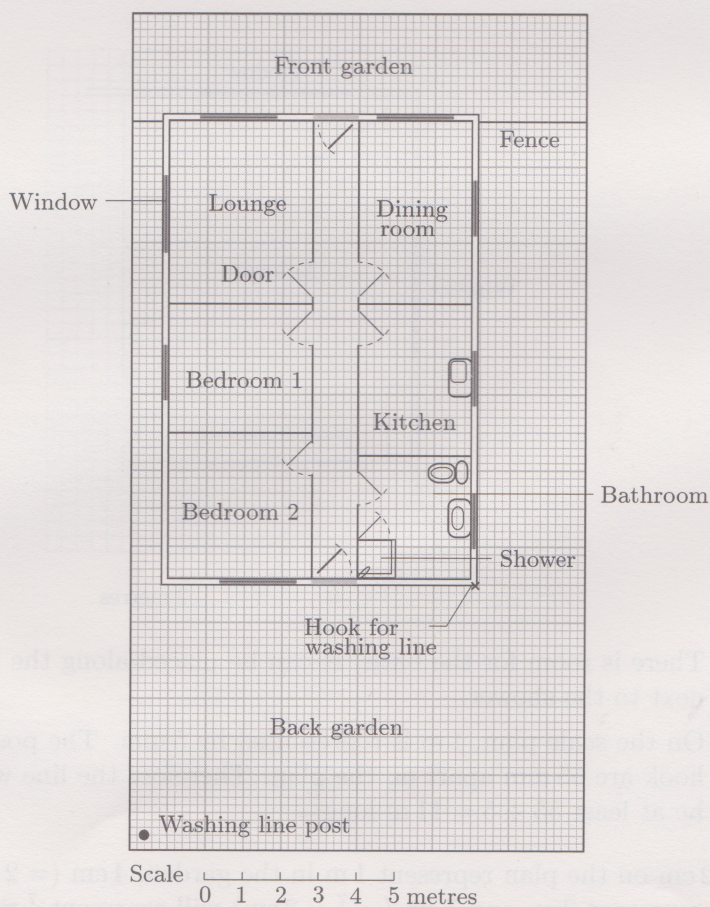 Front garden
Fence
Window
Lounge
Dining
room
Door
Bedroom 1
Kitchen
Bathroom
Bedroom 2
Shower
Hook for
washing line
Back garden
Washing line post
Scale
0 1 2 3 4 5 metres